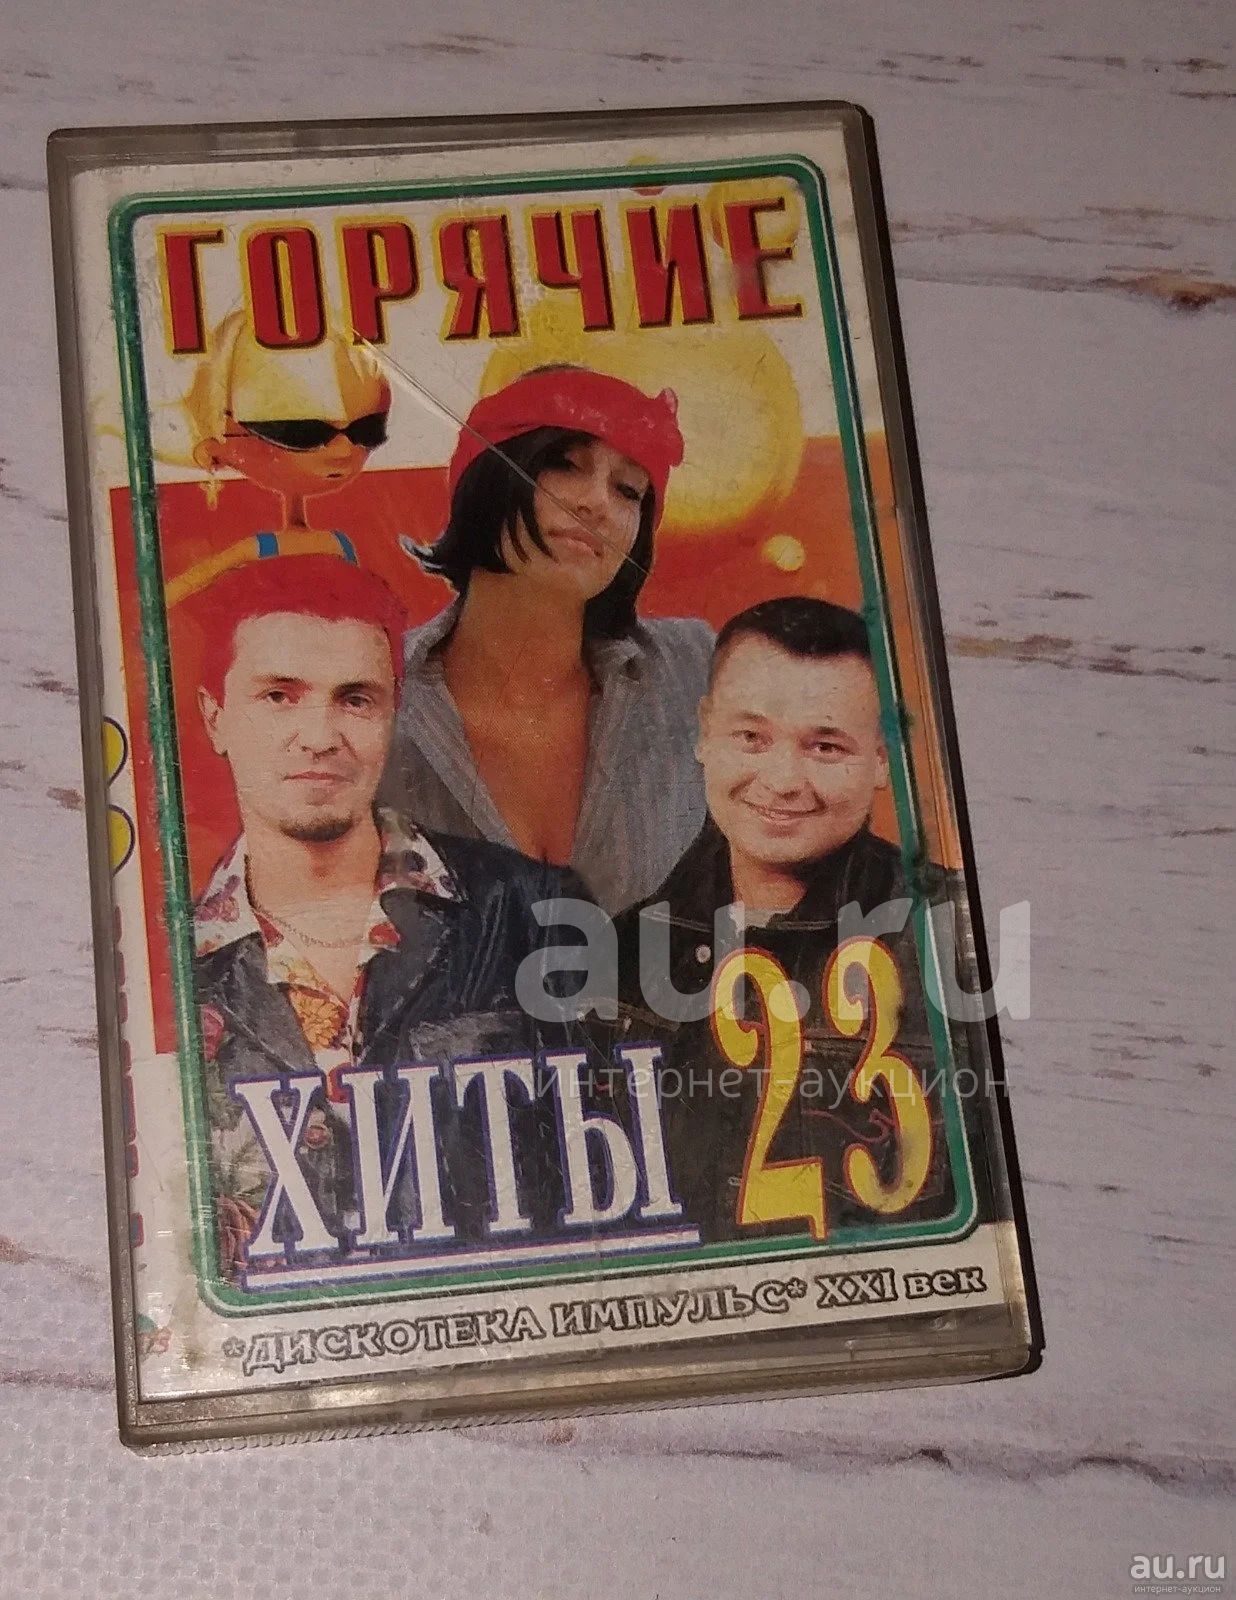 ГОРЯЧИЕ
ХИТЫ 23
*ДИСКОТЕКА ИМПУЛЬС* XXI век
au.ru
интернет-аукцион
au.ru
интернет-аукцион